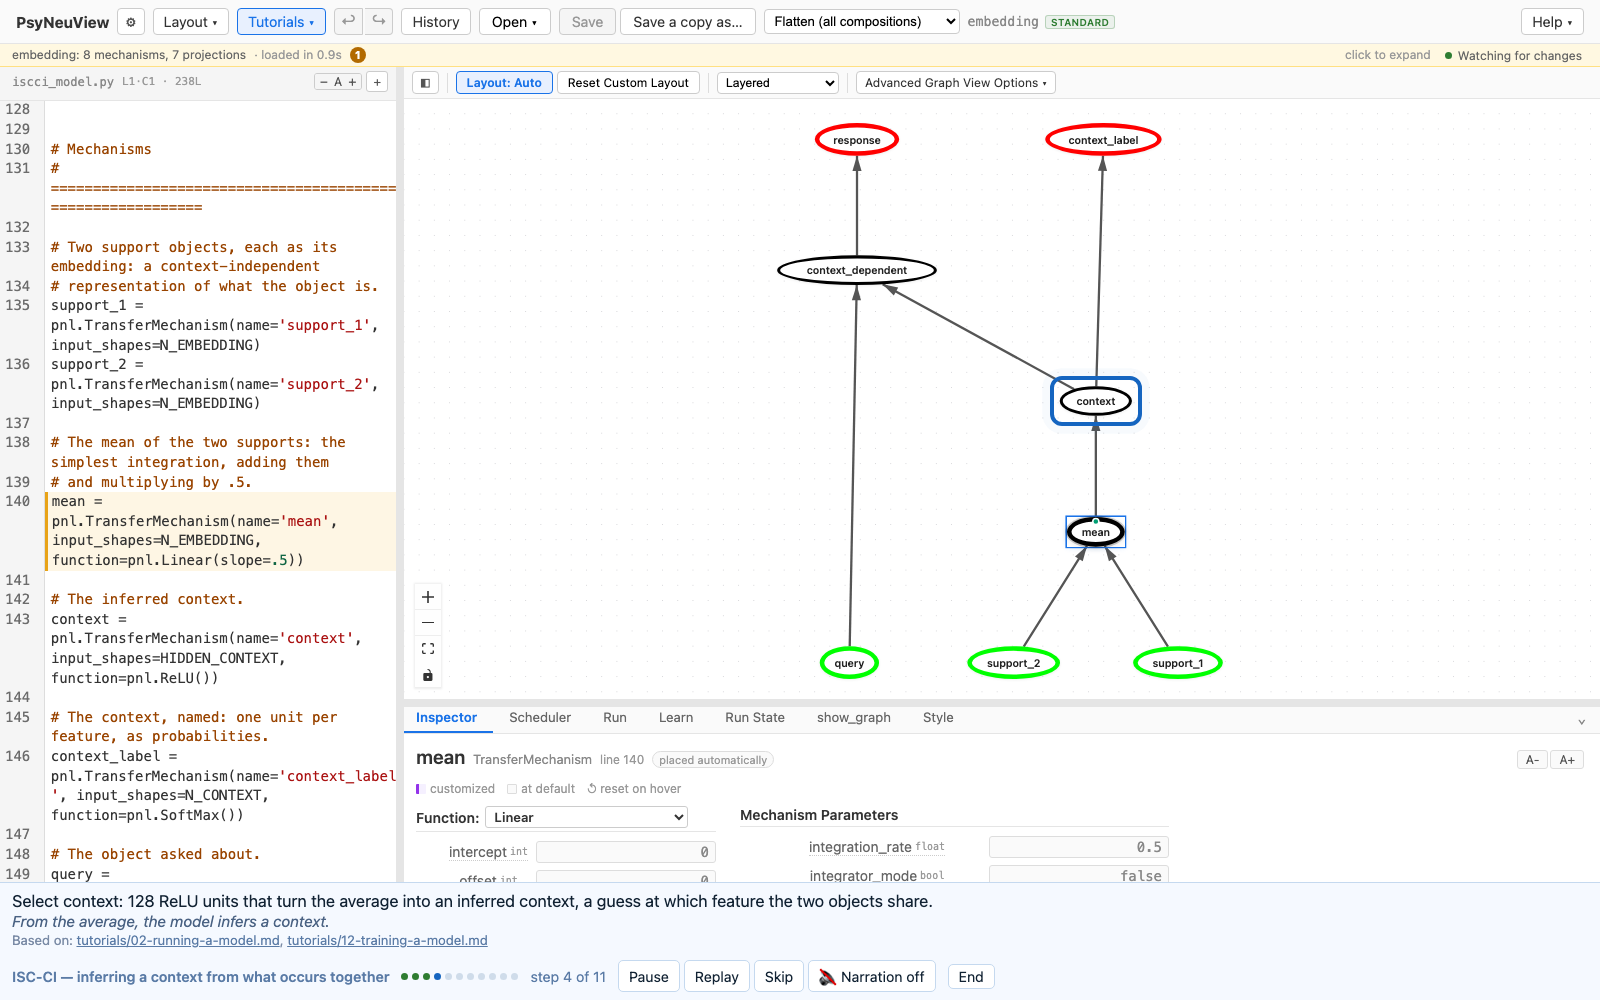 PsyNeuView ⚙ Layout ▾ Tutorials ▾ ↩ ↪ History Open ▾ Save Save a copy as... Flatten (all compositions) embedding STANDARD Help ▾
embedding: 8 mechanisms, 7 projections · loaded in 0.9s 1 click to expand Watching for changes
iscci_model.py L1:C1 · 238L − A + +
Layout: Auto Reset Custom Layout Layered Advanced Graph View Options ▾
128
129
130 # Mechanisms
131 #
=========================================
==================
132
133 # Two support objects, each as its
embedding: a context-independent
134 # representation of what the object is.
135 support_1 =
pnl.TransferMechanism(name='support_1',
input_shapes=N_EMBEDDING)
136 support_2 =
pnl.TransferMechanism(name='support_2',
input_shapes=N_EMBEDDING)
137
138 # The mean of the two supports: the
simplest integration, adding them
139 # and multiplying by .5.
140 mean =
pnl.TransferMechanism(name='mean',
input_shapes=N_EMBEDDING,
function=pnl.Linear(slope=.5))
141
142 # The inferred context.
143 context =
pnl.TransferMechanism(name='context',
input_shapes=HIDDEN_CONTEXT,
function=pnl.ReLU())
144
145 # The context, named: one unit per
feature, as probabilities.
146 context_label =
pnl.TransferMechanism(name='context_label
', input_shapes=N_CONTEXT,
function=pnl.SoftMax())
147
148 # The object asked about.
149 query =
response context_label
context_dependent
context
mean
query support_2 support_1
Inspector Scheduler Run Learn Run State show_graph Style
mean TransferMechanism line 140 placed automatically A- A+
customized at default reset on hover
Function: Linear
intercept int 0
offset int 0
Mechanism Parameters
integration_rate float 0.5
integrator_mode bool false
Select context: 128 ReLU units that turn the average into an inferred context, a guess at which feature the two objects share.
From the average, the model infers a context.
Based on: tutorials/02-running-a-model.md, tutorials/12-training-a-model.md
ISC-CI — inferring a context from what occurs together step 4 of 11 Pause Replay Skip Narration off End